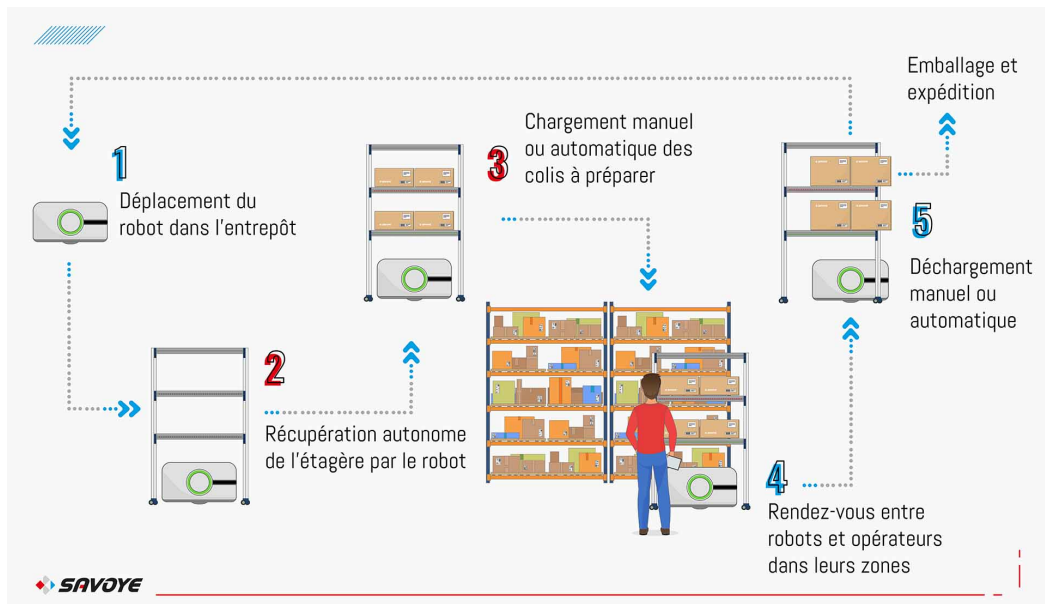 1
Déplacement du
robot dans l'entrepôt
2
Récupération autonome
de l'étagère par le robot
3
Chargement manuel
ou automatique des
colis à préparer
4
Rendez-vous entre
robots et opérateurs
dans leurs zones
5
Déchargement
manuel ou
automatique
Emballage et
expédition
SAVOYE